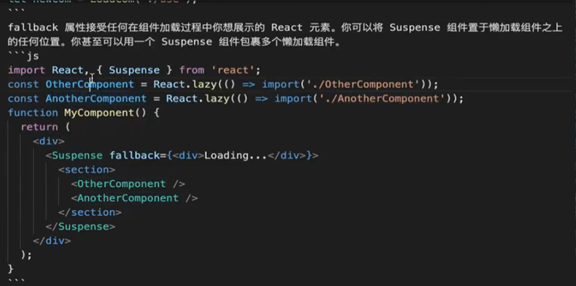 ```
fallback 属性接受任何在组件加载过程中你想展示的 React 元素。你可以将 Suspense 组件置于懒加载组件之上
的任何位置。你甚至可以用一个 Suspense 组件包裹多个懒加载组件。
```js
import React, { Suspense } from 'react';
const OtherComponent = React.lazy(() => import('./OtherComponent'));
const AnotherComponent = React.lazy(() => import('./AnotherComponent'));
function MyComponent() {
  return (
    <div>
      <Suspense fallback={<div>Loading...</div>}>
        <section>
          <OtherComponent />
          <AnotherComponent />
        </section>
      </Suspense>
    </div>
  );
}
```